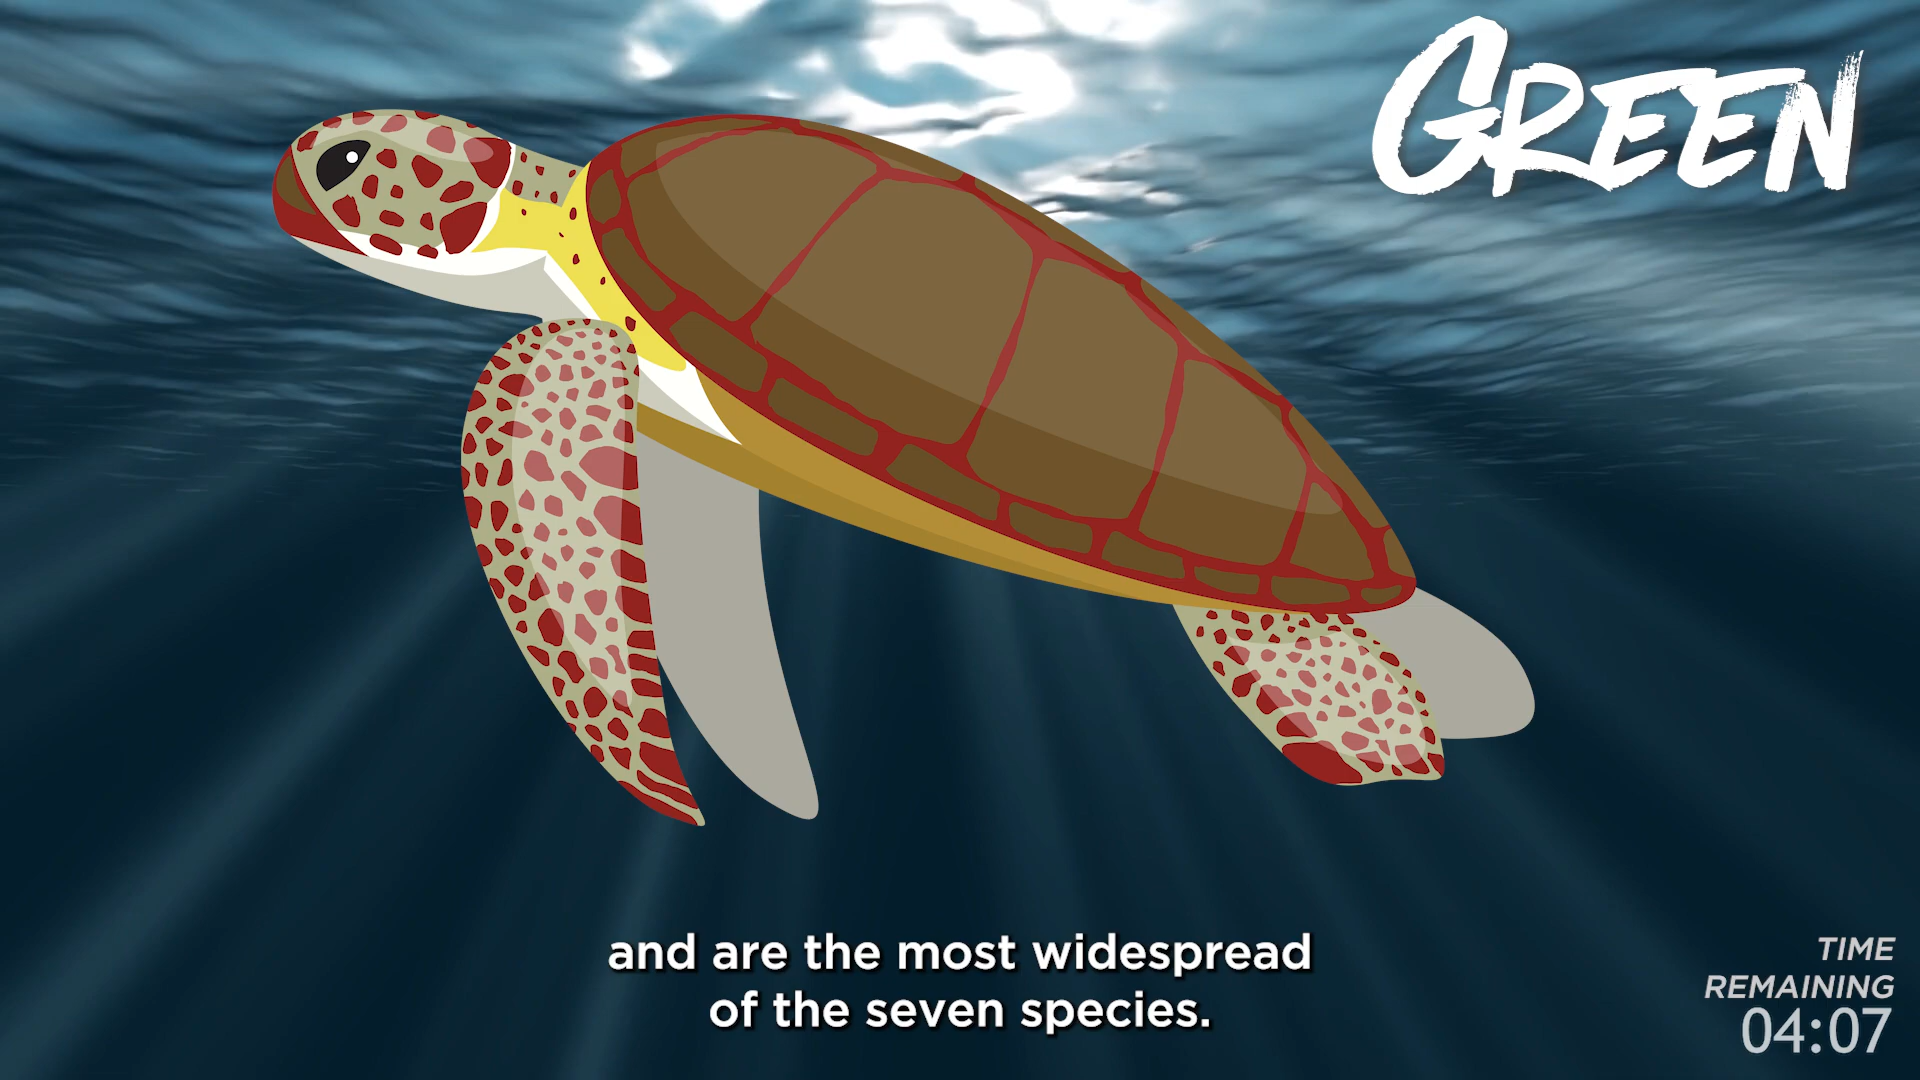 GREEN
and are the most widespread
of the seven species.
TIME
REMAINING
04:07